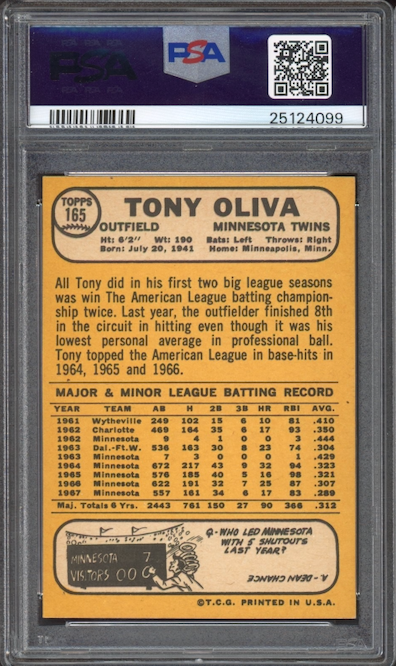 PSA
PSA
25124099
TOPPS
165
TONY OLIVA
OUTFIELD MINNESOTA TWINS
Ht: 6'2" Wt: 190 Bats: Left Throws: Right
Born: July 20, 1941 Home: Minneapolis, Minn.
All Tony did in his first two big league seasons
was win The American League batting champion-
ship twice. Last year, the outfielder finished 8th
in the circuit in hitting even though it was his
lowest personal average in professional ball.
Tony topped the American League in base-hits in
1964, 1965 and 1966.
MAJOR & MINOR LEAGUE BATTING RECORD
YEAR TEAM AB H 2B 3B HR RBI AVG.
1961 Wytheville 249 102 15 6 10 81 .410
1962 Charlotte 469 164 35 6 17 93 .350
1962 Minnesota 9 4 1 0 0 3 .444
1963 Dal.-Ft.W. 536 163 30 8 23 74 .304
1963 Minnesota 7 3 0 0 0 1 .429
1964 Minnesota 672 217 43 9 32 94 .323
1965 Minnesota 576 185 40 5 16 98 .321
1966 Minnesota 622 191 32 7 25 87 .307
1967 Minnesota 557 161 34 6 17 83 .289
Maj. Totals 6 Yrs. 2443 761 150 27 90 366 .312
Q-WHO LED MINNESOTA
WITH 5 SHUTOUTS
LAST YEAR?
MINNESOTA 7
VISITORS 00 0
A - DEAN CHANCE
©T.C.G. PRINTED IN U.S.A.